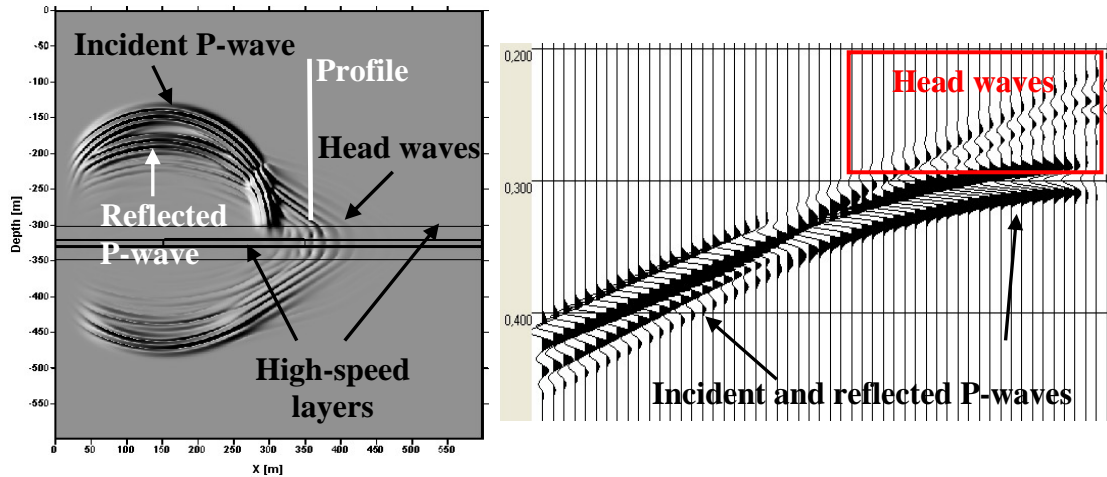 0
-50
-100
-150
-200
-250
-300
-350
-400
-450
-500
-550
Depth [m]
Incident P-wave
Profile
Head waves
Reflected
P-wave
High-speed
layers
0 50 100 150 200 250 300 350 400 450 500 550
X [m]
0,200
Head waves
0,300
0,400
Incident and reflected P-waves